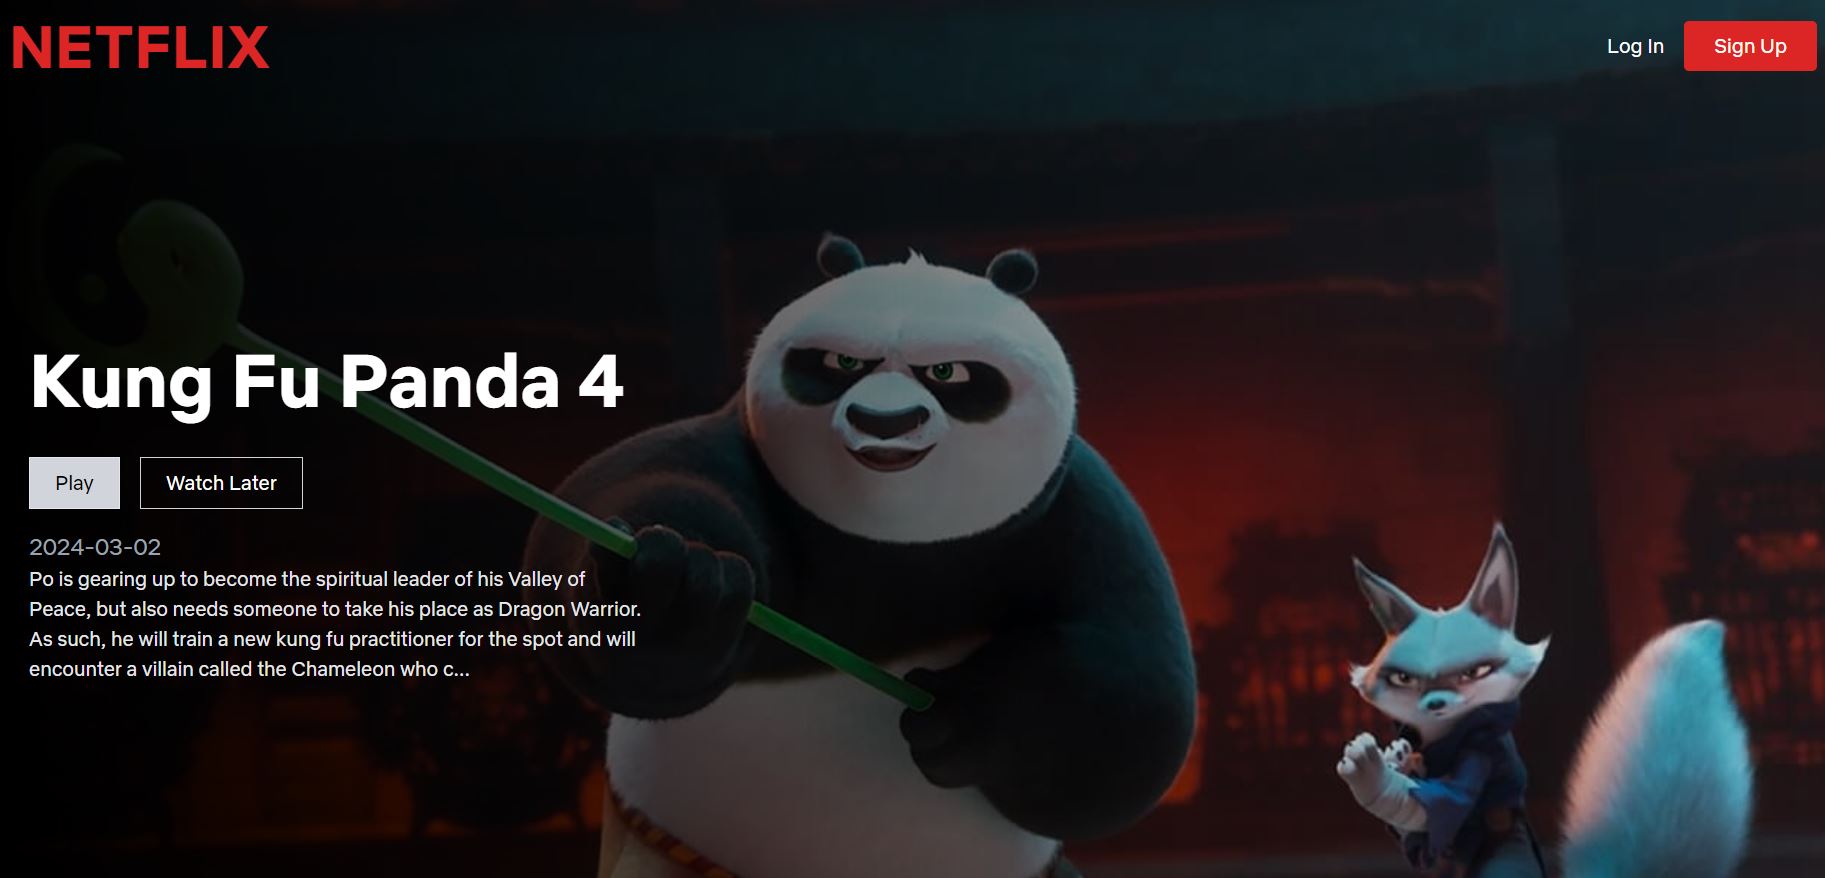 NETFLIX
Log In
Sign Up
Kung Fu Panda 4
Play
Watch Later
2024-03-02
Po is gearing up to become the spiritual leader of his Valley of
Peace, but also needs someone to take his place as Dragon Warrior.
As such, he will train a new kung fu practitioner for the spot and will
encounter a villain called the Chameleon who c...